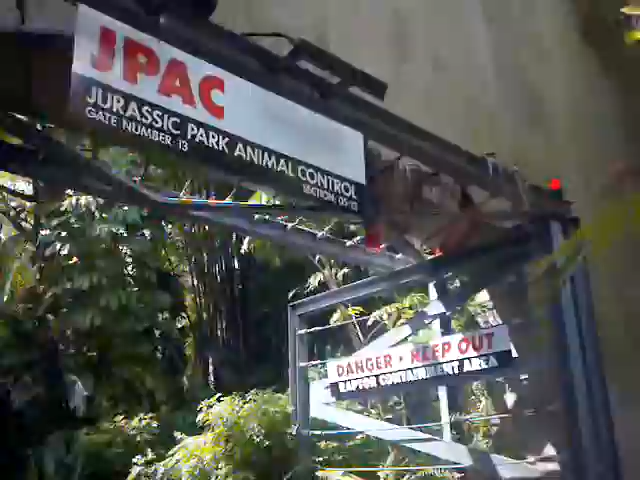 JPAC
JURASSIC PARK ANIMAL CONTROL
GATE NUMBER 13
SECTION 05-13
DANGER • KEEP OUT
RAPTOR CONTAINMENT AREA